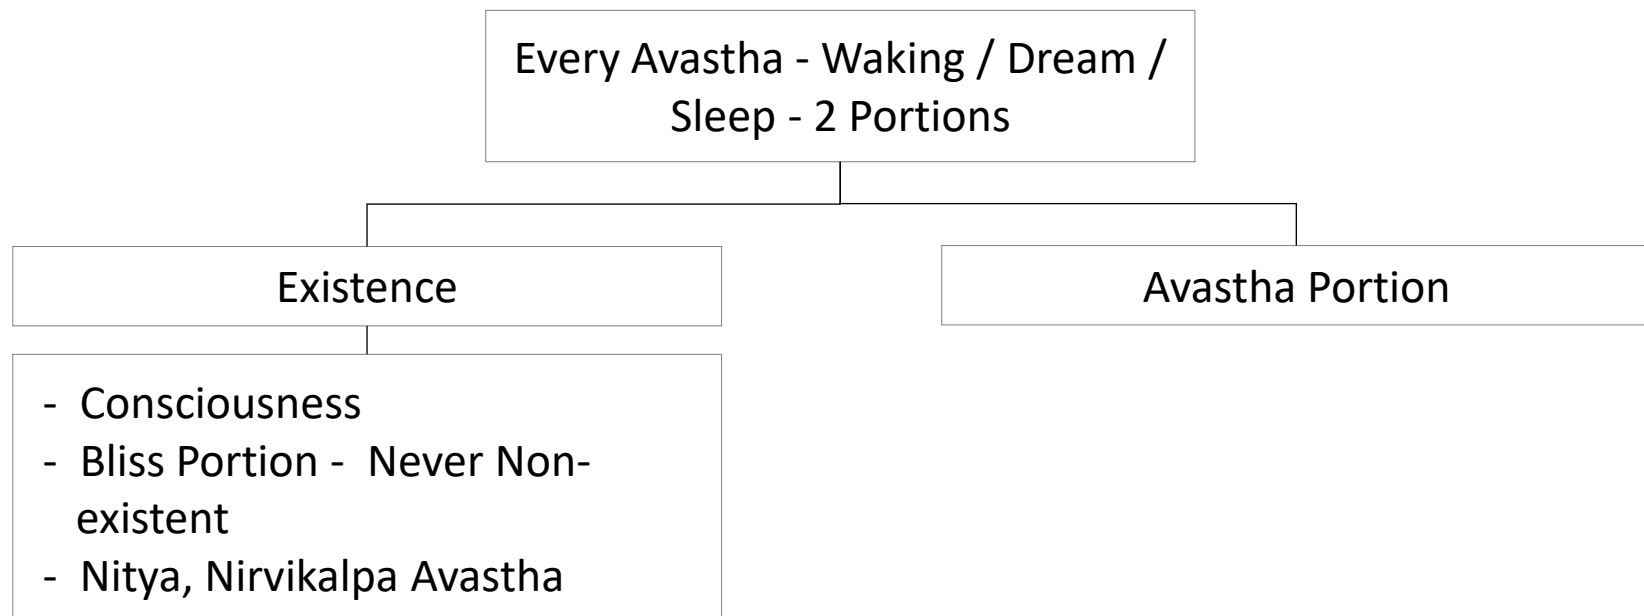 Every Avastha - Waking / Dream /
Sleep - 2 Portions
Existence
Avastha Portion
- Consciousness
- Bliss Portion - Never Non-
existent
- Nitya, Nirvikalpa Avastha